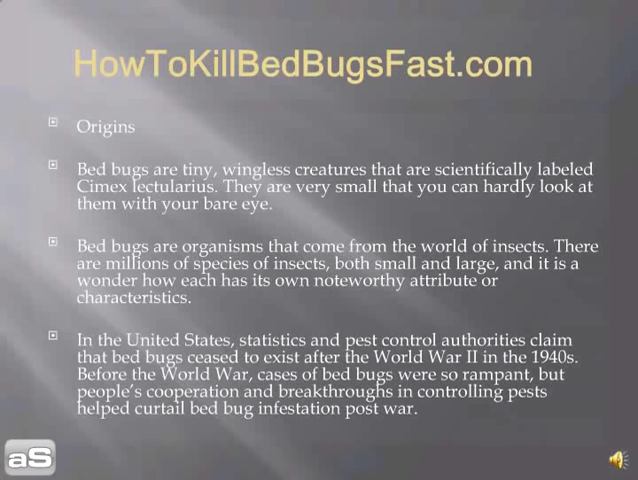 HowToKillBedBugsFast.com
Origins
Bed bugs are tiny, wingless creatures that are scientifically labeled
Cimex lectularius. They are very small that you can hardly look at
them with your bare eye.
Bed bugs are organisms that come from the world of insects. There
are millions of species of insects, both small and large, and it is a
wonder how each has its own noteworthy attribute or
characteristics.
In the United States, statistics and pest control authorities claim
that bed bugs ceased to exist after the World War II in the 1940s.
Before the World War, cases of bed bugs were so rampant, but
people's cooperation and breakthroughs in controlling pests
helped curtail bed bug infestation post war.
aS